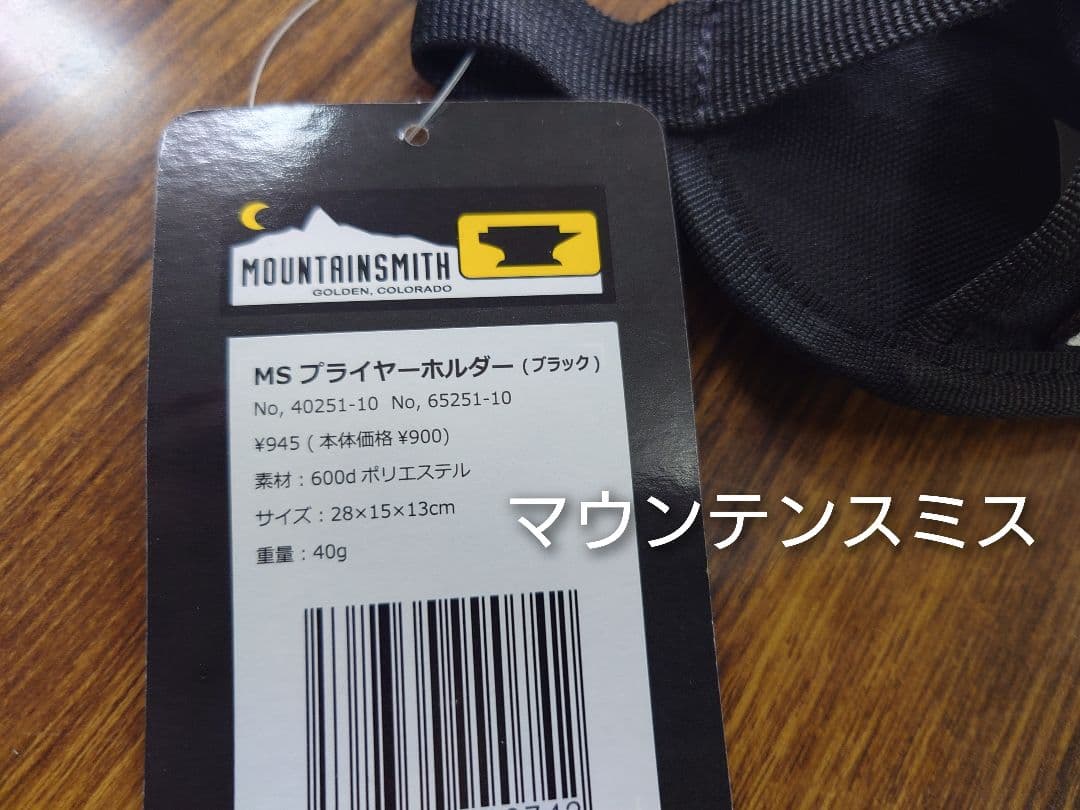 MOUNTAINSMITH
GOLDEN, COLORADO
MS プライヤーホルダー (ブラック)
No, 40251-10 No, 65251-10
¥945 ( 本体価格 ¥900)
素材 : 600d ポリエステル
サイズ : 28×15×13cm
重量 : 40g
マウンテンスミス